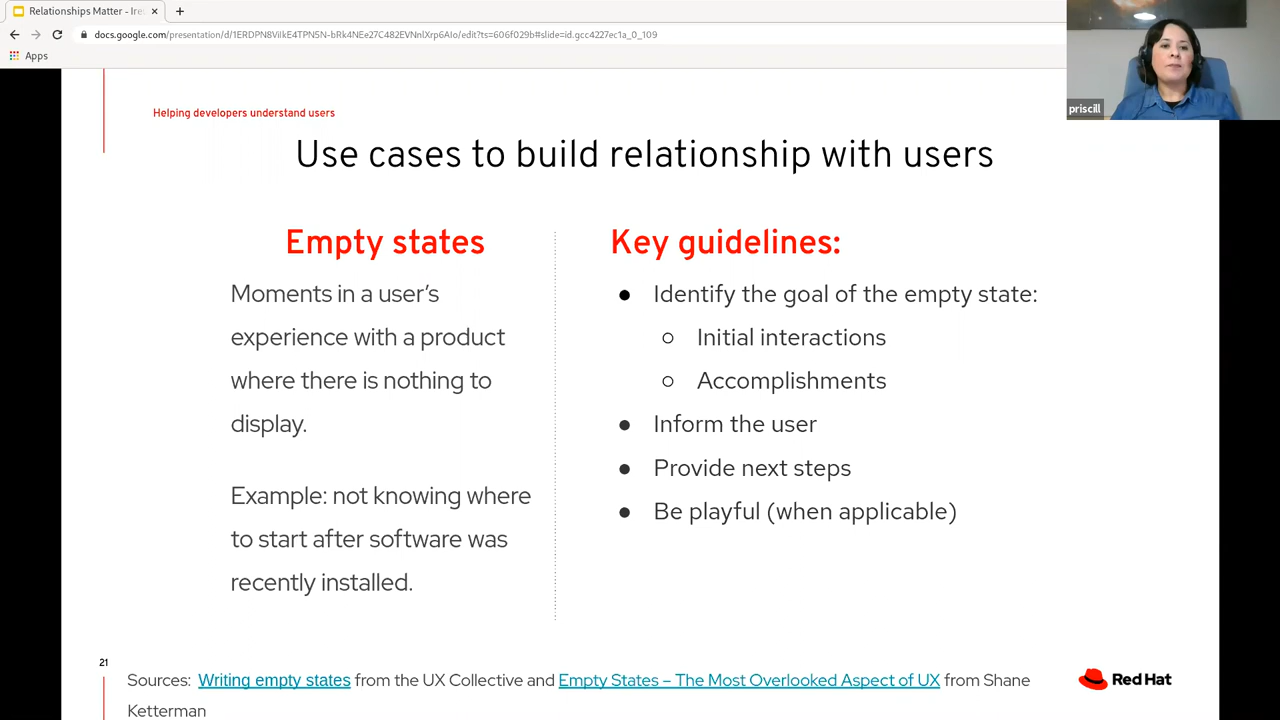 Relationships Matter - Ire
docs.google.com/presentation/d/1ERDPN8VilkE4TPN5N-bRk4NEe27C482EVNnlXrp6AIo/edit?ts=606f029b#slide=id.gcc4227ec1a_0_109
Apps
priscill
Helping developers understand users
Use cases to build relationship with users
Empty states
Moments in a user's
experience with a product
where there is nothing to
display.
Example: not knowing where
to start after software was
recently installed.
Key guidelines:
● Identify the goal of the empty state:
○ Initial interactions
○ Accomplishments
● Inform the user
● Provide next steps
● Be playful (when applicable)
21
Sources: Writing empty states from the UX Collective and Empty States – The Most Overlooked Aspect of UX from Shane
Ketterman
Red Hat